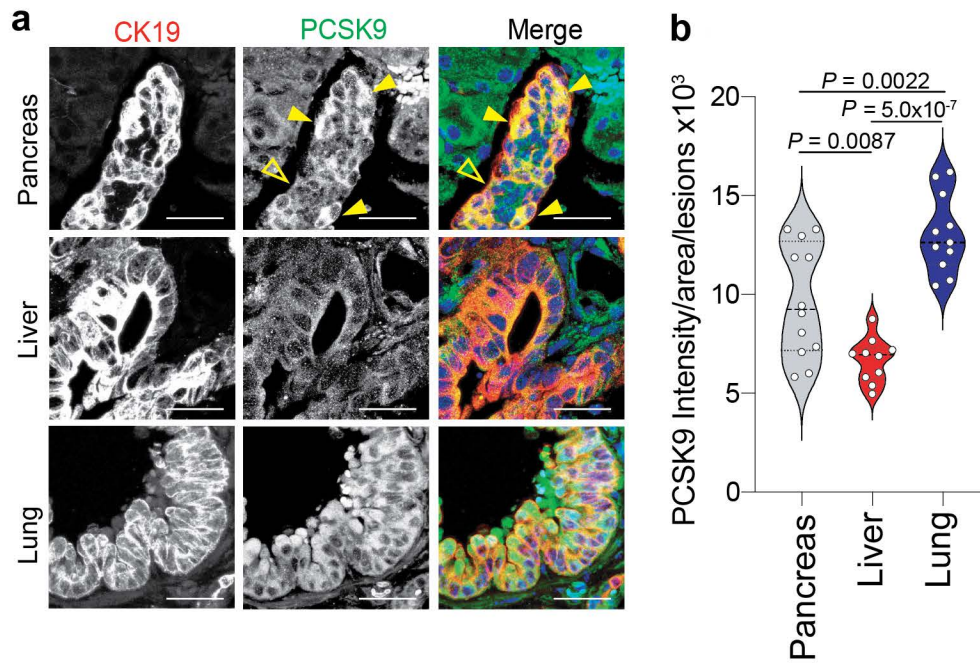 a
CK19 PCSK9 Merge
Pancreas
Liver
Lung
b
PCSK9 Intensity/area/lesions x10³
20
15
10
5
0
P = 0.0022
P = 5.0x10⁻⁷
P = 0.0087
Pancreas
Liver
Lung